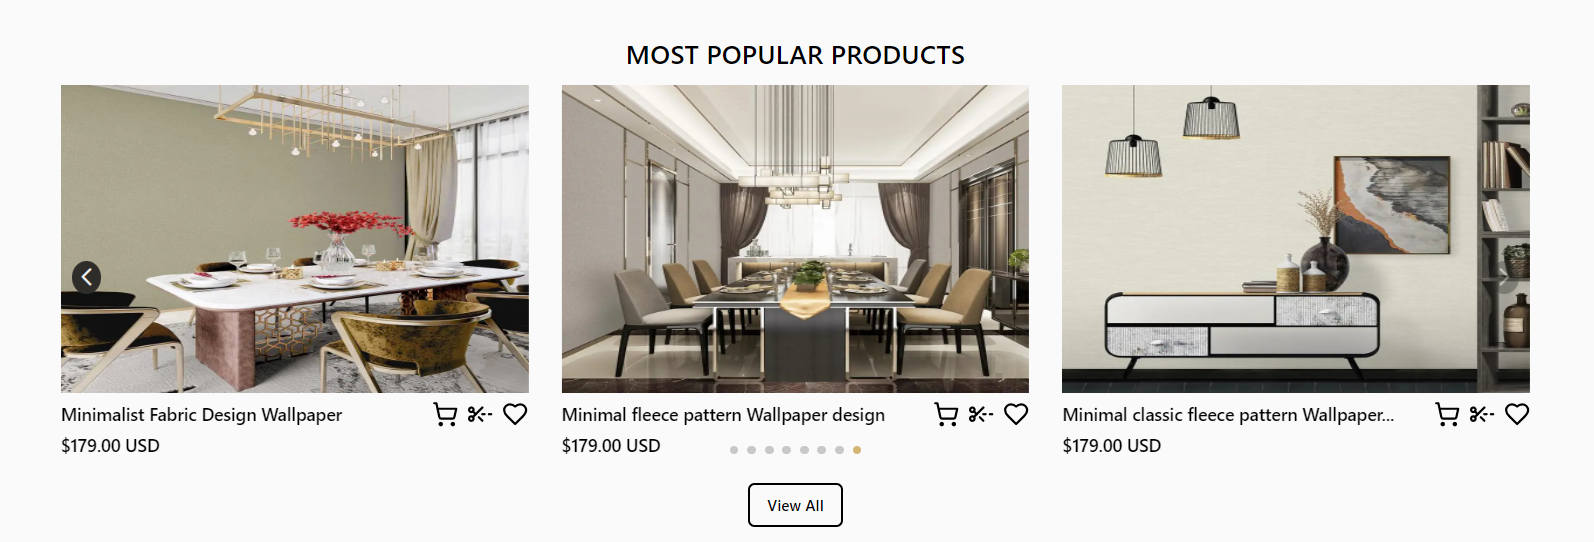 MOST POPULAR PRODUCTS
Minimalist Fabric Design Wallpaper
$179.00 USD
Minimal fleece pattern Wallpaper design
$179.00 USD
Minimal classic fleece pattern Wallpaper...
$179.00 USD
View All